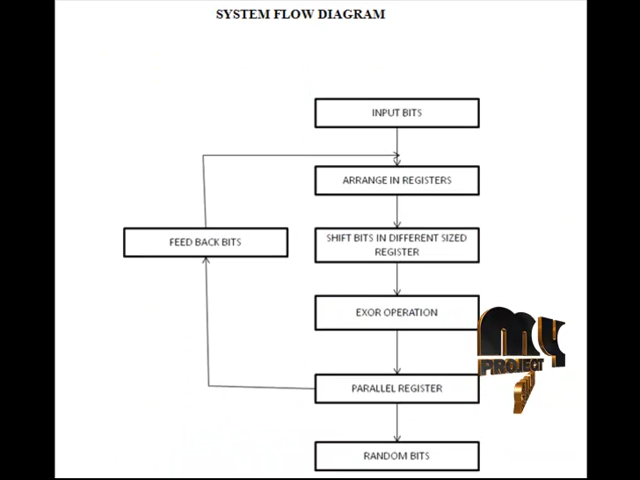 SYSTEM FLOW DIAGRAM
INPUT BITS
ARRANGE IN REGISTERS
FEED BACK BITS
SHIFT BITS IN DIFFERENT SIZED
REGISTER
EXOR OPERATION
my
PROJECT
PARALLEL REGISTER
RANDOM BITS